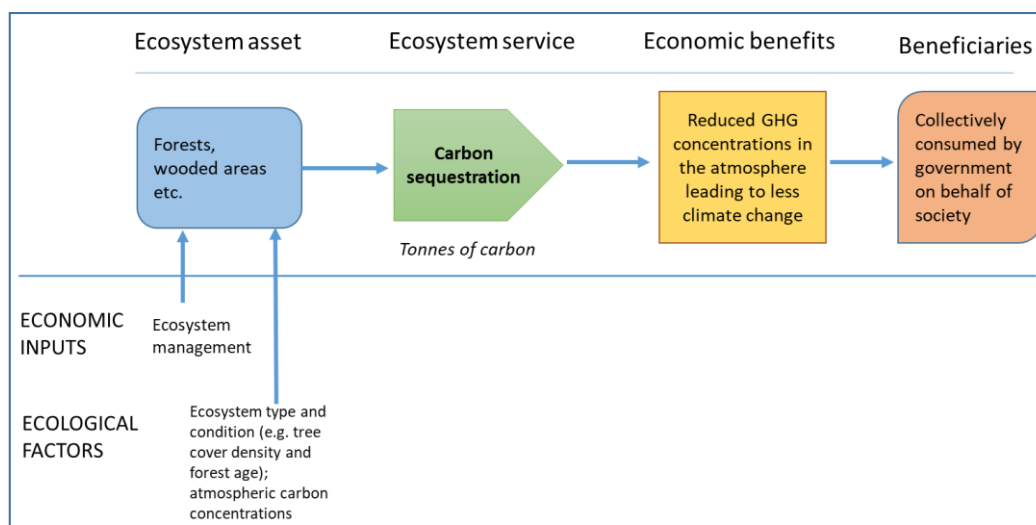 Ecosystem asset
Ecosystem service
Economic benefits
Beneficiaries
Forests,
wooded areas
etc.
Carbon
sequestration
Tonnes of carbon
Reduced GHG
concentrations in
the atmosphere
leading to less
climate change
Collectively
consumed by
government
on behalf of
society
ECONOMIC
INPUTS
Ecosystem
management
ECOLOGICAL
FACTORS
Ecosystem type and
condition (e.g. tree
cover density and
forest age);
atmospheric carbon
concentrations